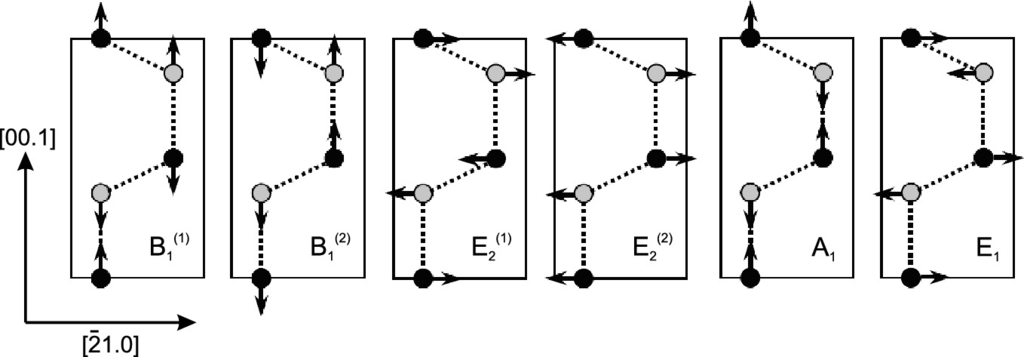 [00.1]
B₁⁽¹⁾ B₁⁽²⁾ E₂⁽¹⁾ E₂⁽²⁾ A₁ E₁
[2̄1.0]